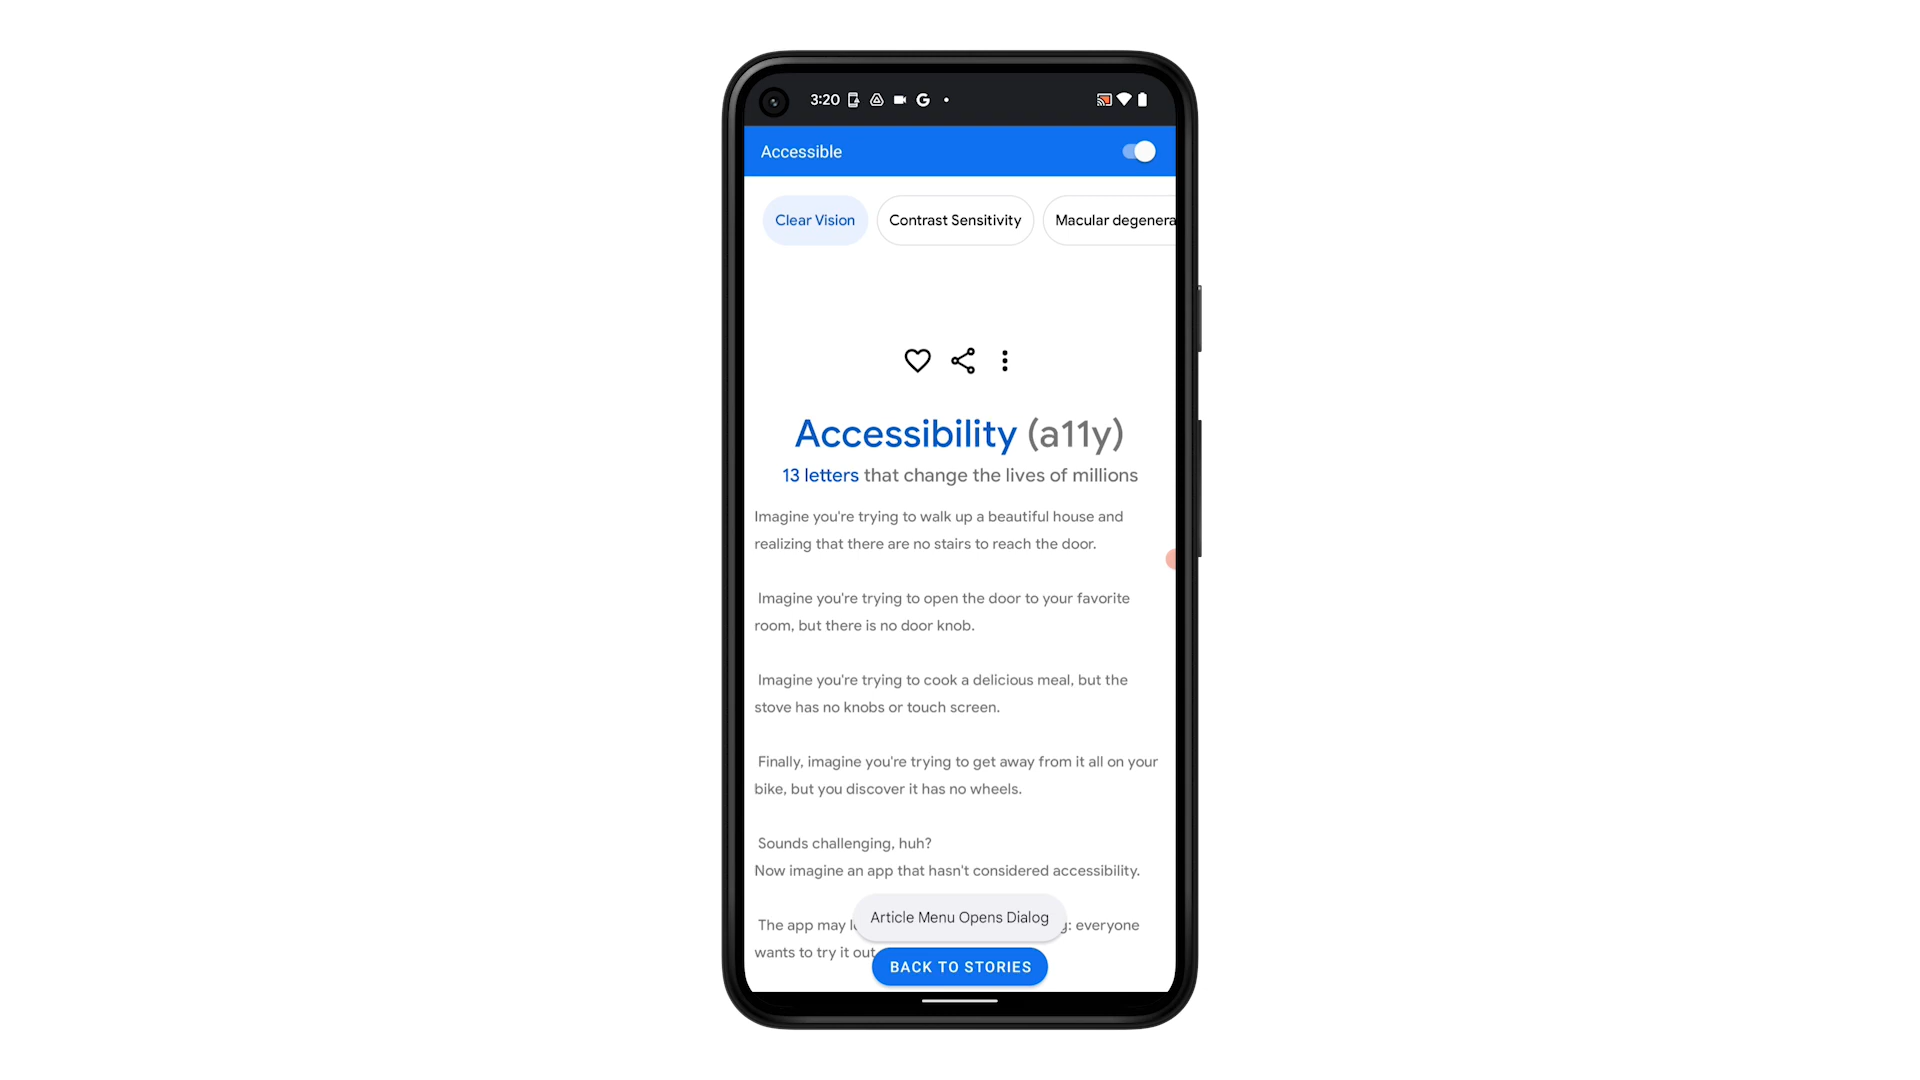 3:20
Accessible
Clear Vision
Contrast Sensitivity
Macular degenera
Accessibility (a11y)
13 letters that change the lives of millions
Imagine you're trying to walk up a beautiful house and
realizing that there are no stairs to reach the door.
Imagine you're trying to open the door to your favorite
room, but there is no door knob.
Imagine you're trying to cook a delicious meal, but the
stove has no knobs or touch screen.
Finally, imagine you're trying to get away from it all on your
bike, but you discover it has no wheels.
Sounds challenging, huh?
Now imagine an app that hasn't considered accessibility.
The app may : everyone
Article Menu Opens Dialog
wants to try it out
BACK TO STORIES